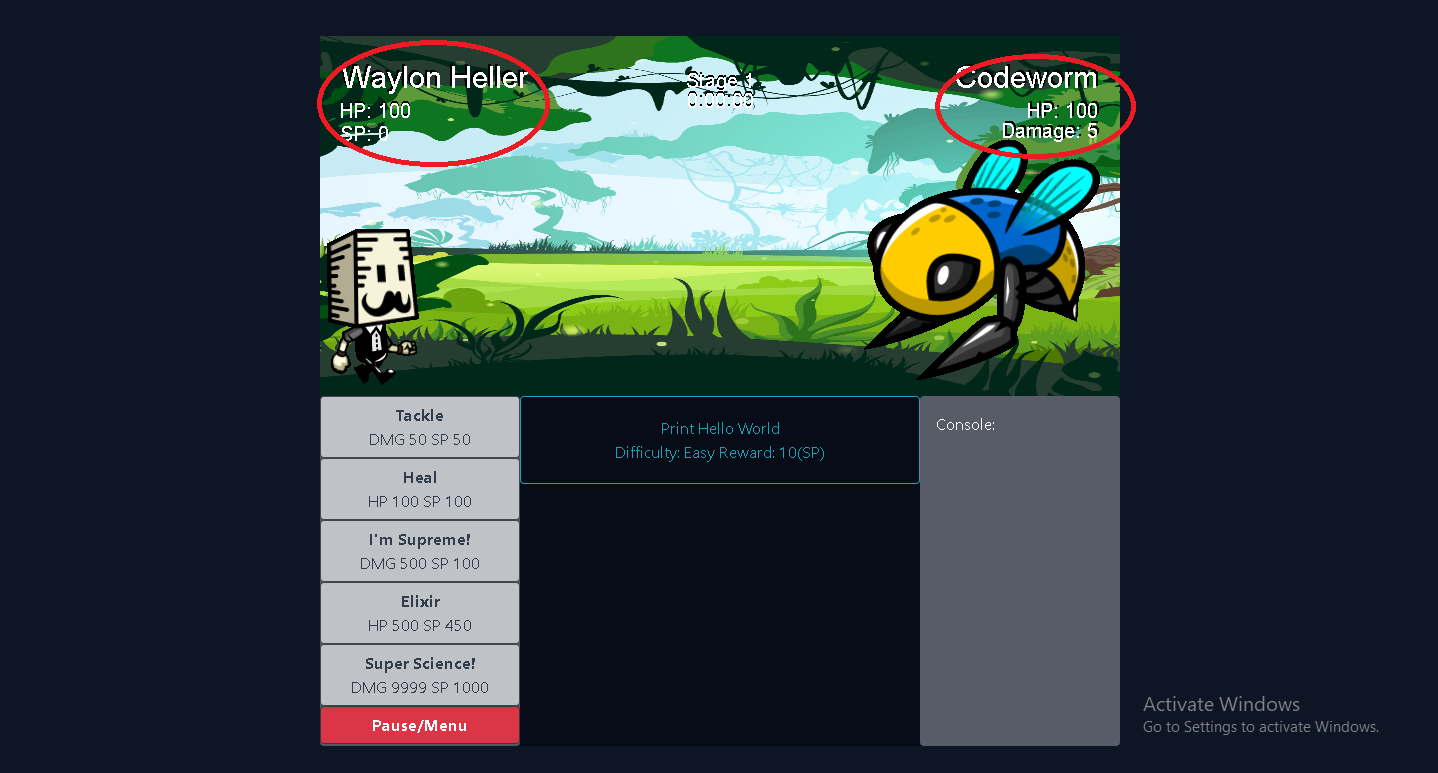 Waylon Heller
HP: 100
SP: 0
Stage 1
0:00:00
Codeworm
HP: 100
Damage: 5
Tackle
DMG 50 SP 50
Heal
HP 100 SP 100
I'm Supreme!
DMG 500 SP 100
Elixir
HP 500 SP 450
Super Science!
DMG 9999 SP 1000
Pause/Menu
Print Hello World
Difficulty: Easy Reward: 10(SP)
Console:
Activate Windows
Go to Settings to activate Windows.